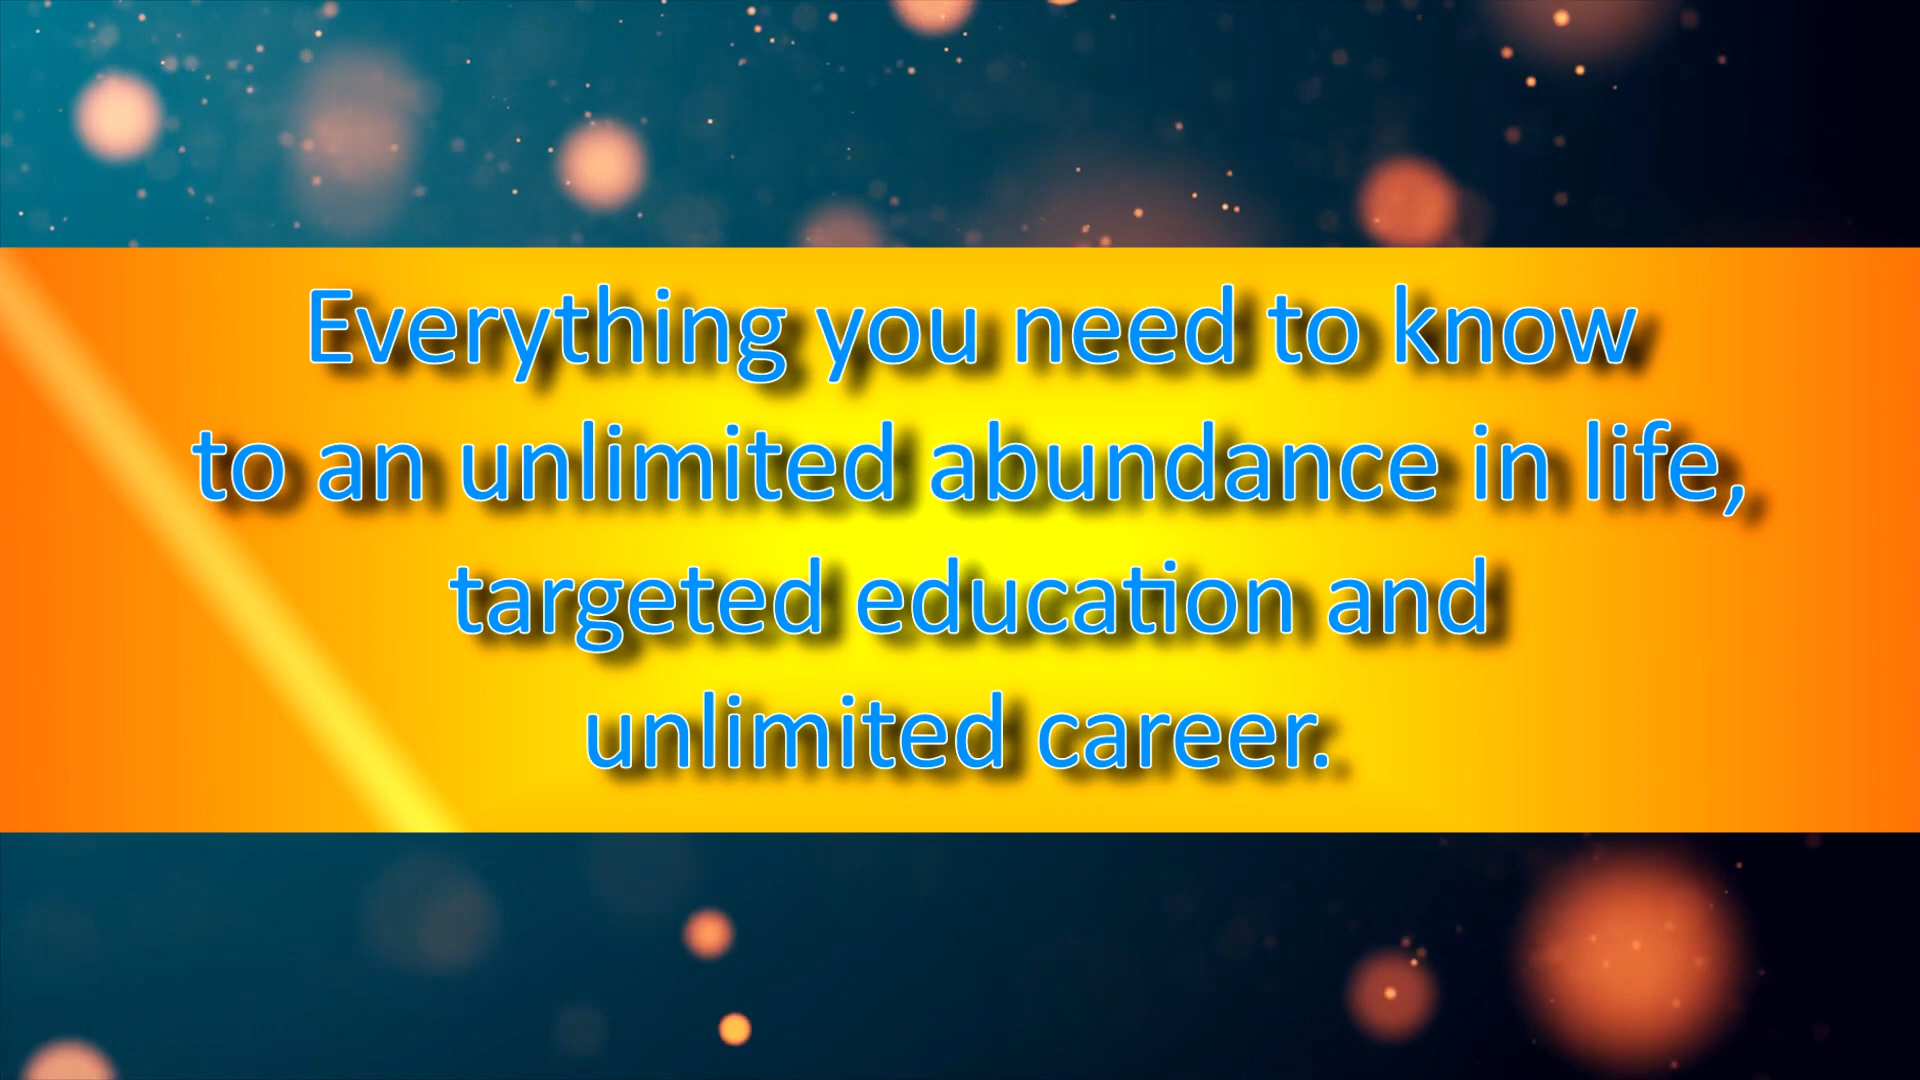 Everything you need to know
to an unlimited abundance in life,
targeted education and
unlimited career.